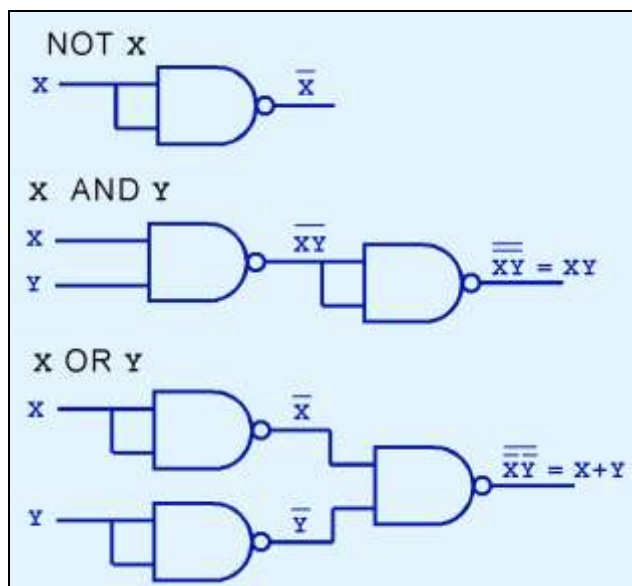 NOT X
X X̅
X AND Y
X X̅Y̅ X̿Y̿ = XY
Y
X OR Y
X X̅
X̿Y̿ = X+Y
Y Y̅